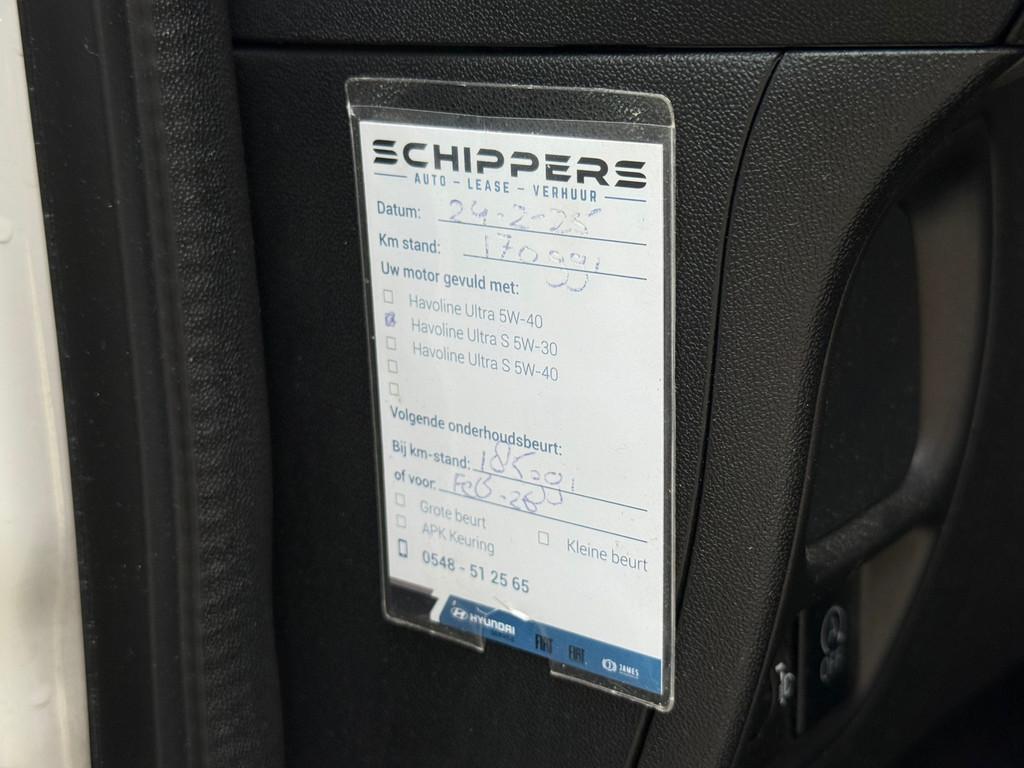 SCHIPPERS
AUTO – LEASE – VERHUUR
Datum: 24-2-25
Km stand:
Uw motor gevuld met:
Havoline Ultra 5W-40
Havoline Ultra S 5W-30
Havoline Ultra S 5W-40
Volgende onderhoudsbeurt:
Bij km-stand:
of voor: Feb-26
Grote beurt
APK Keuring
Kleine beurt
0548 - 51 25 65
HYUNDAI
FIAT FIAT
JAMES